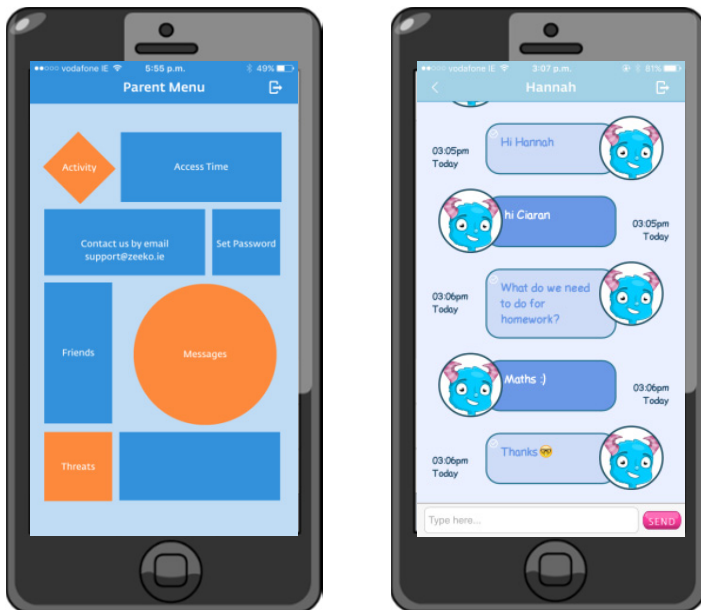 vodafone IE 5:55 p.m. 49%
Parent Menu
Activity
Access Time
Contact us by email
support@zeeko.ie
Set Password
Friends
Messages
Threats
vodafone IE 3:07 p.m. 81%
Hannah
03:05pm
Today
Hi Hannah
hi Ciaran
03:05pm
Today
03:06pm
Today
What do we need
to do for
homework?
Maths :)
03:06pm
Today
03:06pm
Today
Thanks 🤓
Type here...
SEND